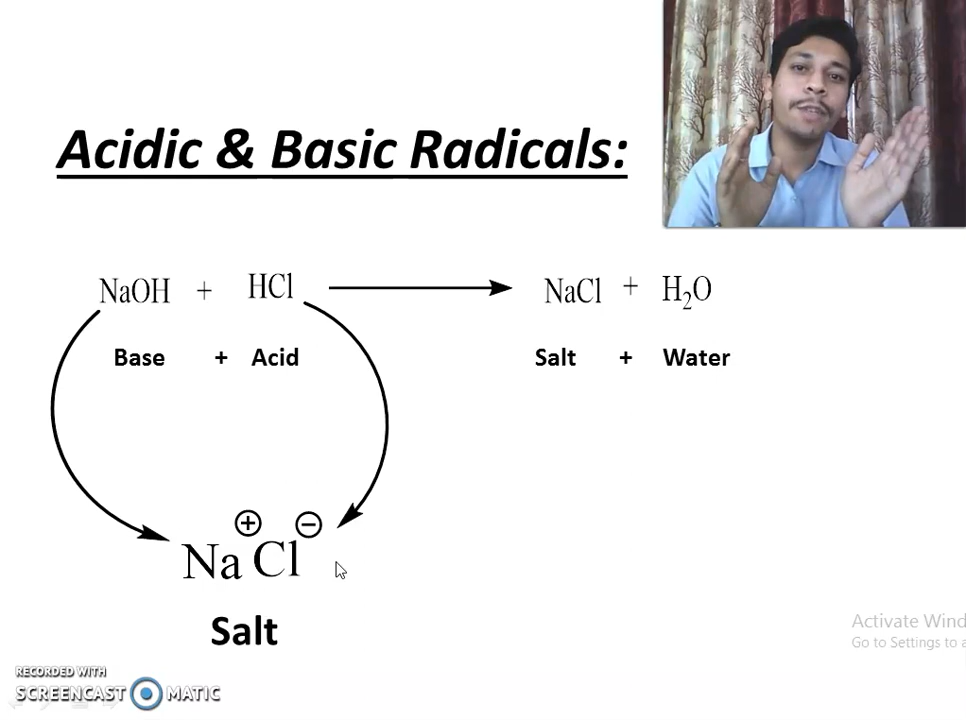 Acidic & Basic Radicals:
NaOH + HCl NaCl + H₂O
Base + Acid Salt + Water
Na⊕ Cl⊖
Salt
Activate Wind
Go to Settings to a
RECORDED WITH
SCREENCAST MATIC